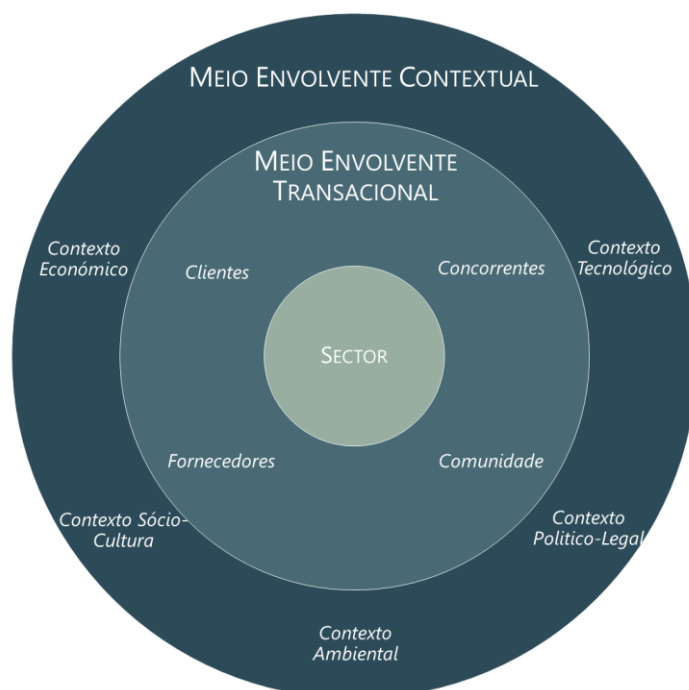 MEIO ENVOLVENTE CONTEXTUAL
MEIO ENVOLVENTE
TRANSACIONAL
Contexto
Económico
Clientes
Concorrentes
Contexto
Tecnológico
SECTOR
Fornecedores
Comunidade
Contexto Sócio-
Cultura
Contexto
Politico-Legal
Contexto
Ambiental